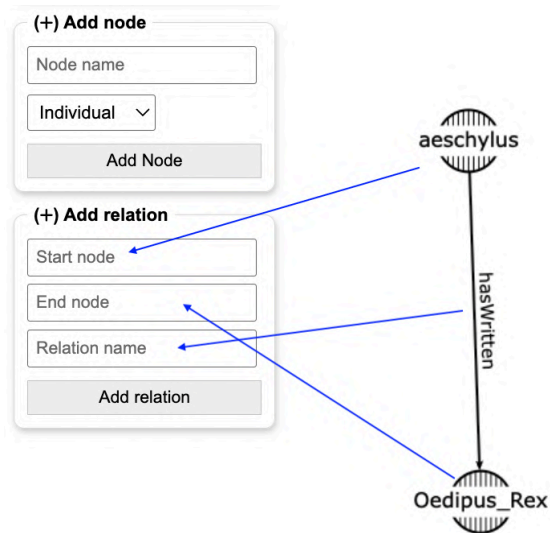 (+) Add node
Node name
Individual
Add Node
(+) Add relation
Start node
End node
Relation name
Add relation
aeschylus
hasWritten
Oedipus_Rex